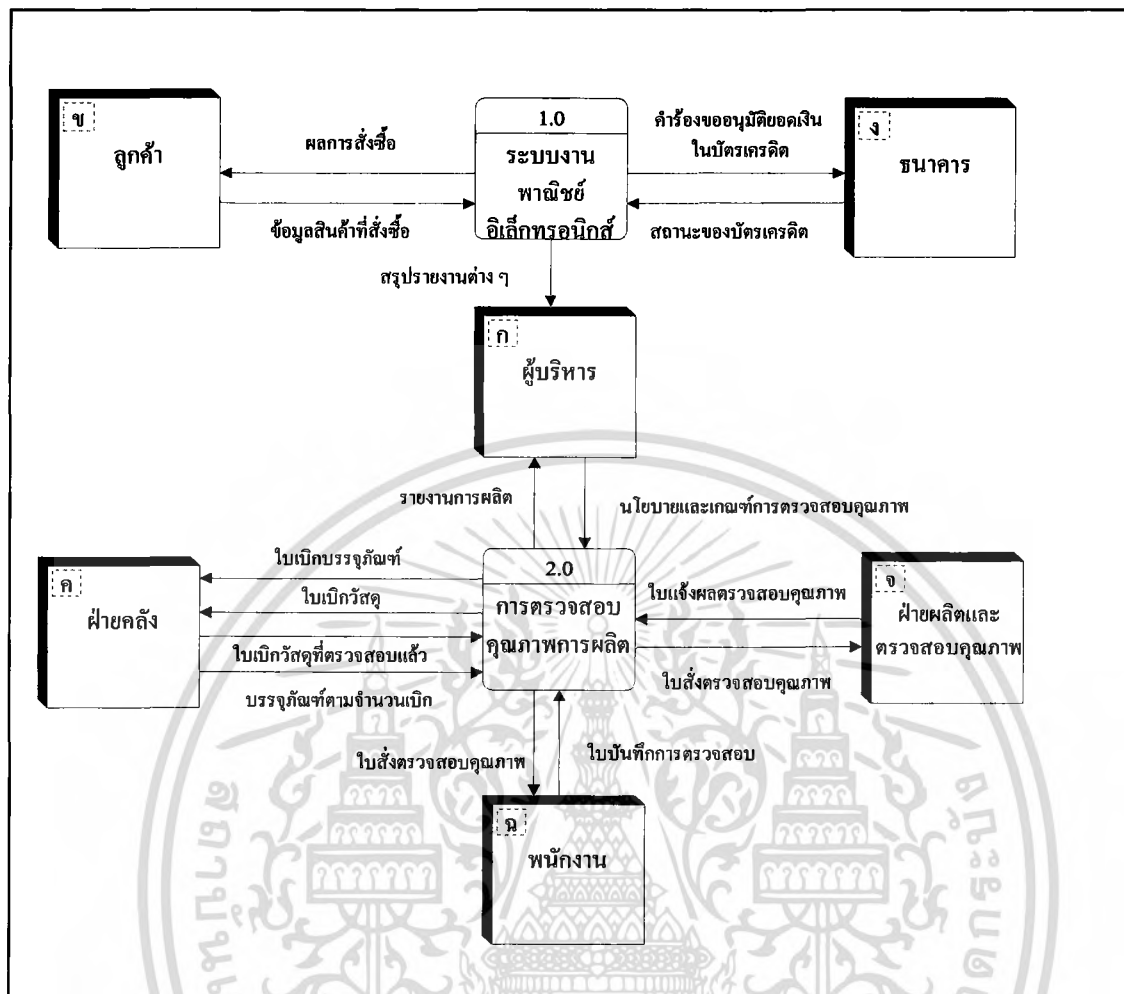 ข
ลูกค้า
ผลการสั่งซื้อ
ข้อมูลสินค้าที่สั่งซื้อ
1.0
ระบบงาน
พาณิชย์
อิเล็กทรอนิกส์
คำร้องขออนุมัติยอดเงิน
ในบัตรเครดิต
สถานะของบัตรเครดิต
ง
ธนาคาร
สรุปรายงานต่าง ๆ
ก
ผู้บริหาร
รายงานการผลิต
นโยบายและเกณฑ์การตรวจสอบคุณภาพ
ค
ฝ่ายคลัง
ใบเบิกบรรจุภัณฑ์
ใบเบิกวัสดุ
ใบเบิกวัสดุที่ตรวจสอบแล้ว
บรรจุภัณฑ์ตามจำนวนเบิก
2.0
การตรวจสอบ
คุณภาพการผลิต
ใบแจ้งผลตรวจสอบคุณภาพ
ใบสั่งตรวจสอบคุณภาพ
จ
ฝ่ายผลิตและ
ตรวจสอบคุณภาพ
ใบสั่งตรวจสอบคุณภาพ
ใบบันทึกการตรวจสอบ
ฉ
พนักงาน